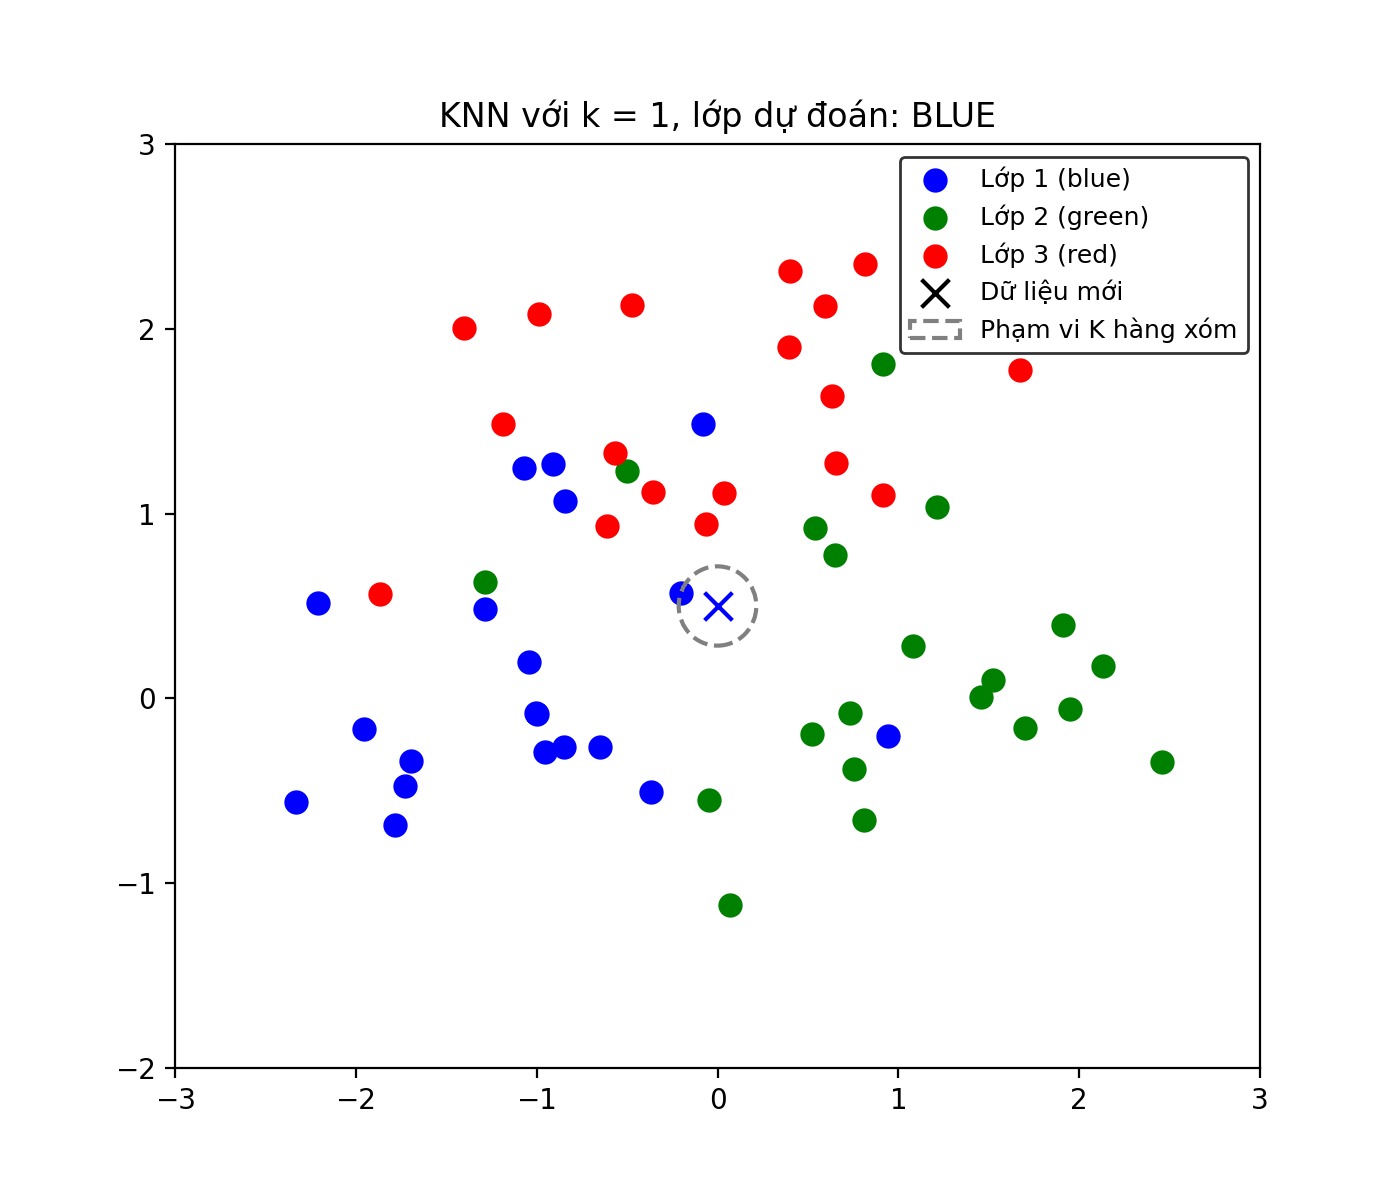 KNN với k = 1, lớp dự đoán: BLUE
Lớp 1 (blue)
Lớp 2 (green)
Lớp 3 (red)
Dữ liệu mới
Phạm vi K hàng xóm
3
2
1
0
−1
−2
−3
−2
−1
0
1
2
3